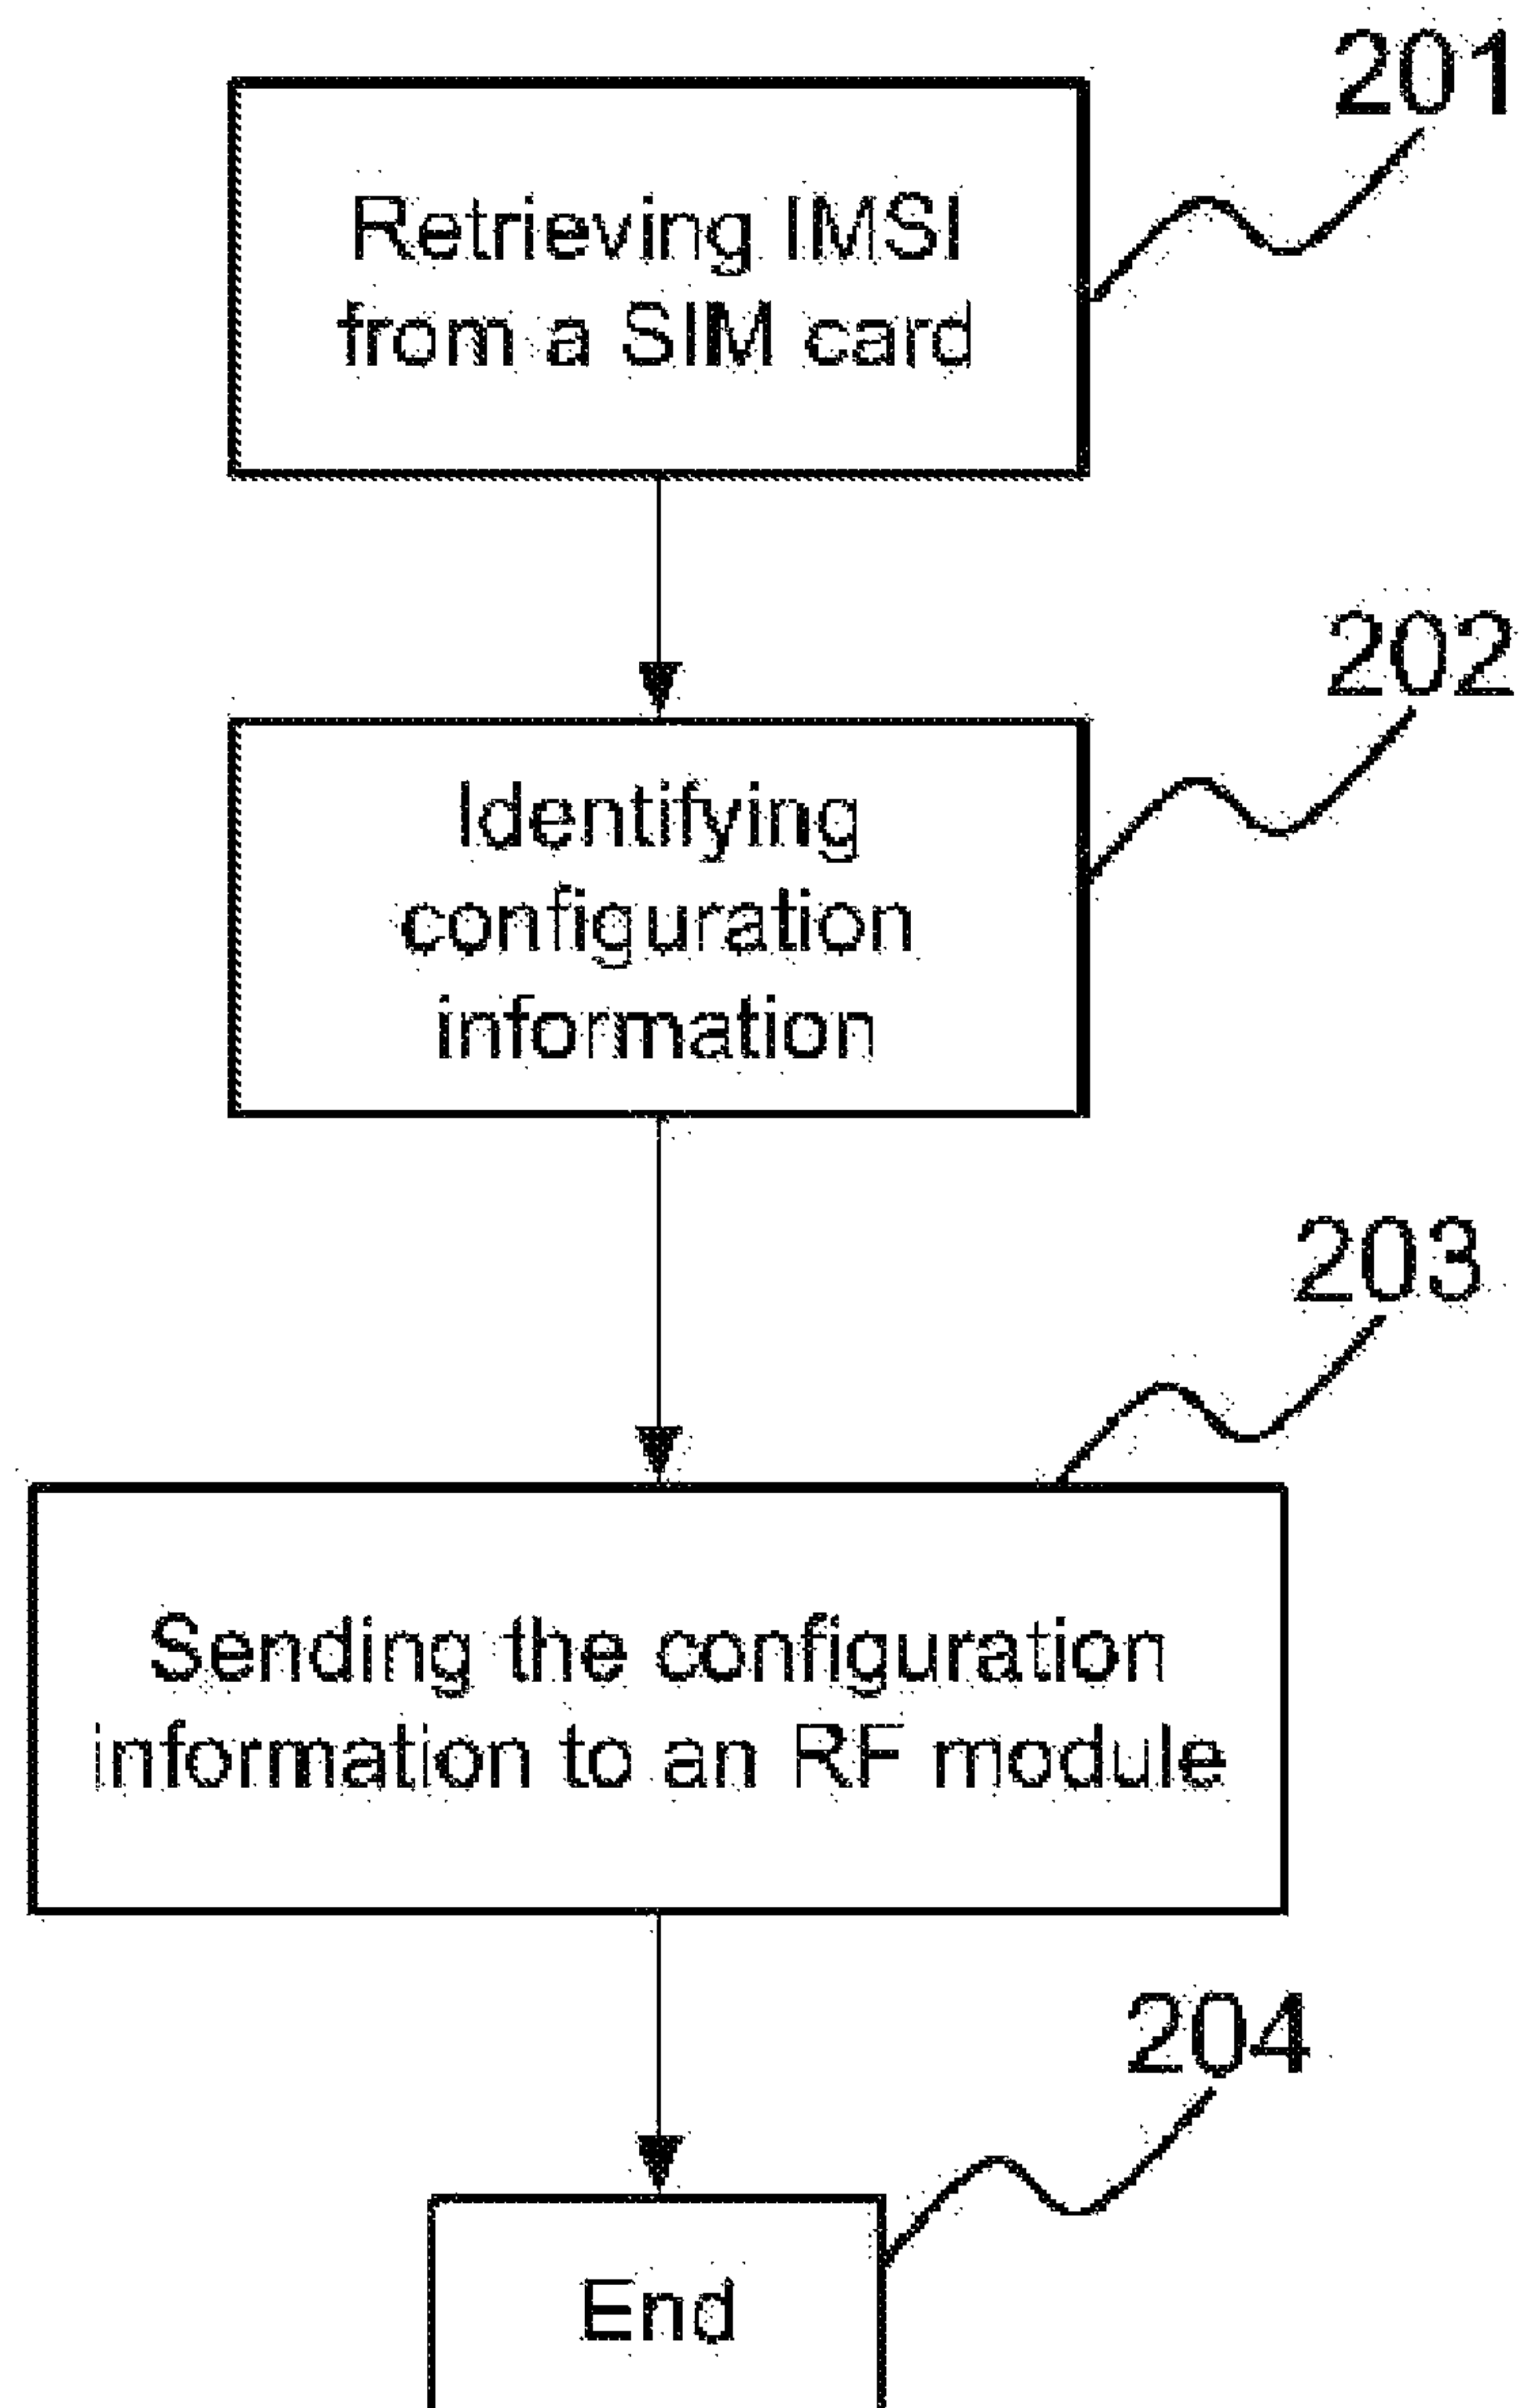 201
Retrieving IMSI
from a SIM card
202
Identifying
configuration
information
203
Sending the configuration
information to an RF module
204
End